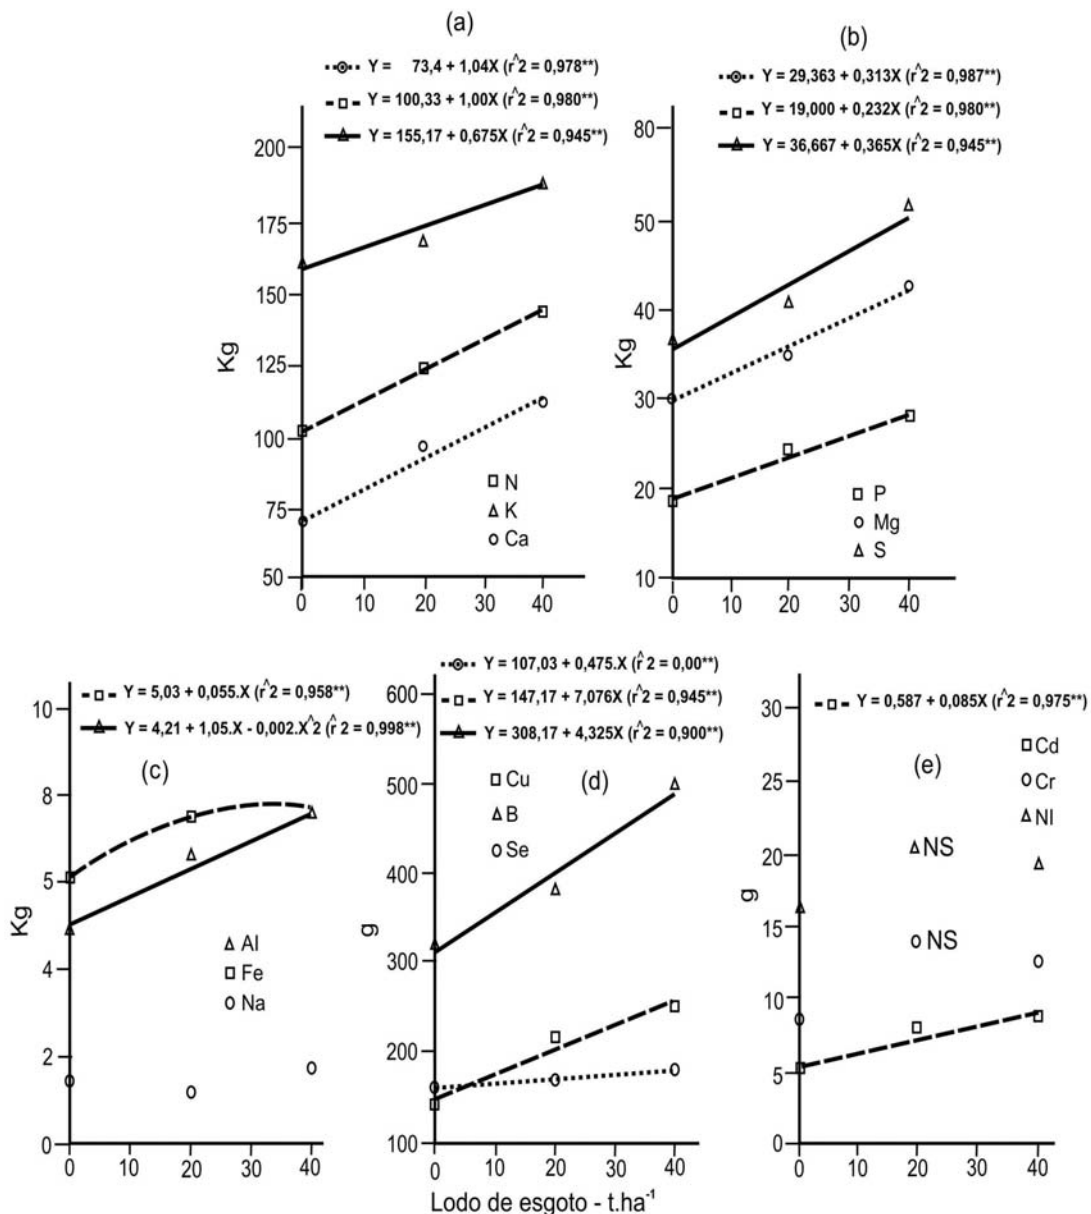 (a)
Y = 73,4 + 1,04X (r^2 = 0,978**)
Y = 100,33 + 1,00X (r^2 = 0,980**)
Y = 155,17 + 0,675X (r^2 = 0,945**)
200
175
150
125
100
75
50
Kg
N
K
Ca
0 10 20 30 40
(b)
Y = 29,363 + 0,313X (r^2 = 0,987**)
Y = 19,000 + 0,232X (r^2 = 0,980**)
Y = 36,667 + 0,365X (r^2 = 0,945**)
80
50
40
30
20
10
Kg
P
Mg
S
0 10 20 30 40
Y = 5,03 + 0,055.X (r^2 = 0,958**)
Y = 4,21 + 1,05.X - 0,002.X^2 (r^2 = 0,998**)
(c)
10
8
5
4
2
0
Kg
Al
Fe
Na
0 10 20 30 40
Y = 107,03 + 0,475.X (r^2 = 0,00**)
Y = 147,17 + 7,076X (r^2 = 0,945**)
Y = 308,17 + 4,325X (r^2 = 0,900**)
(d)
600
500
400
300
200
100
g
Cu
B
Se
0 10 20 30 40
Lodo de esgoto - t.ha-1
Y = 0,587 + 0,085X (r^2 = 0,975**)
(e)
30
25
20
15
10
5
0
g
Cd
Cr
NI
NS
NS
0 10 20 30 40